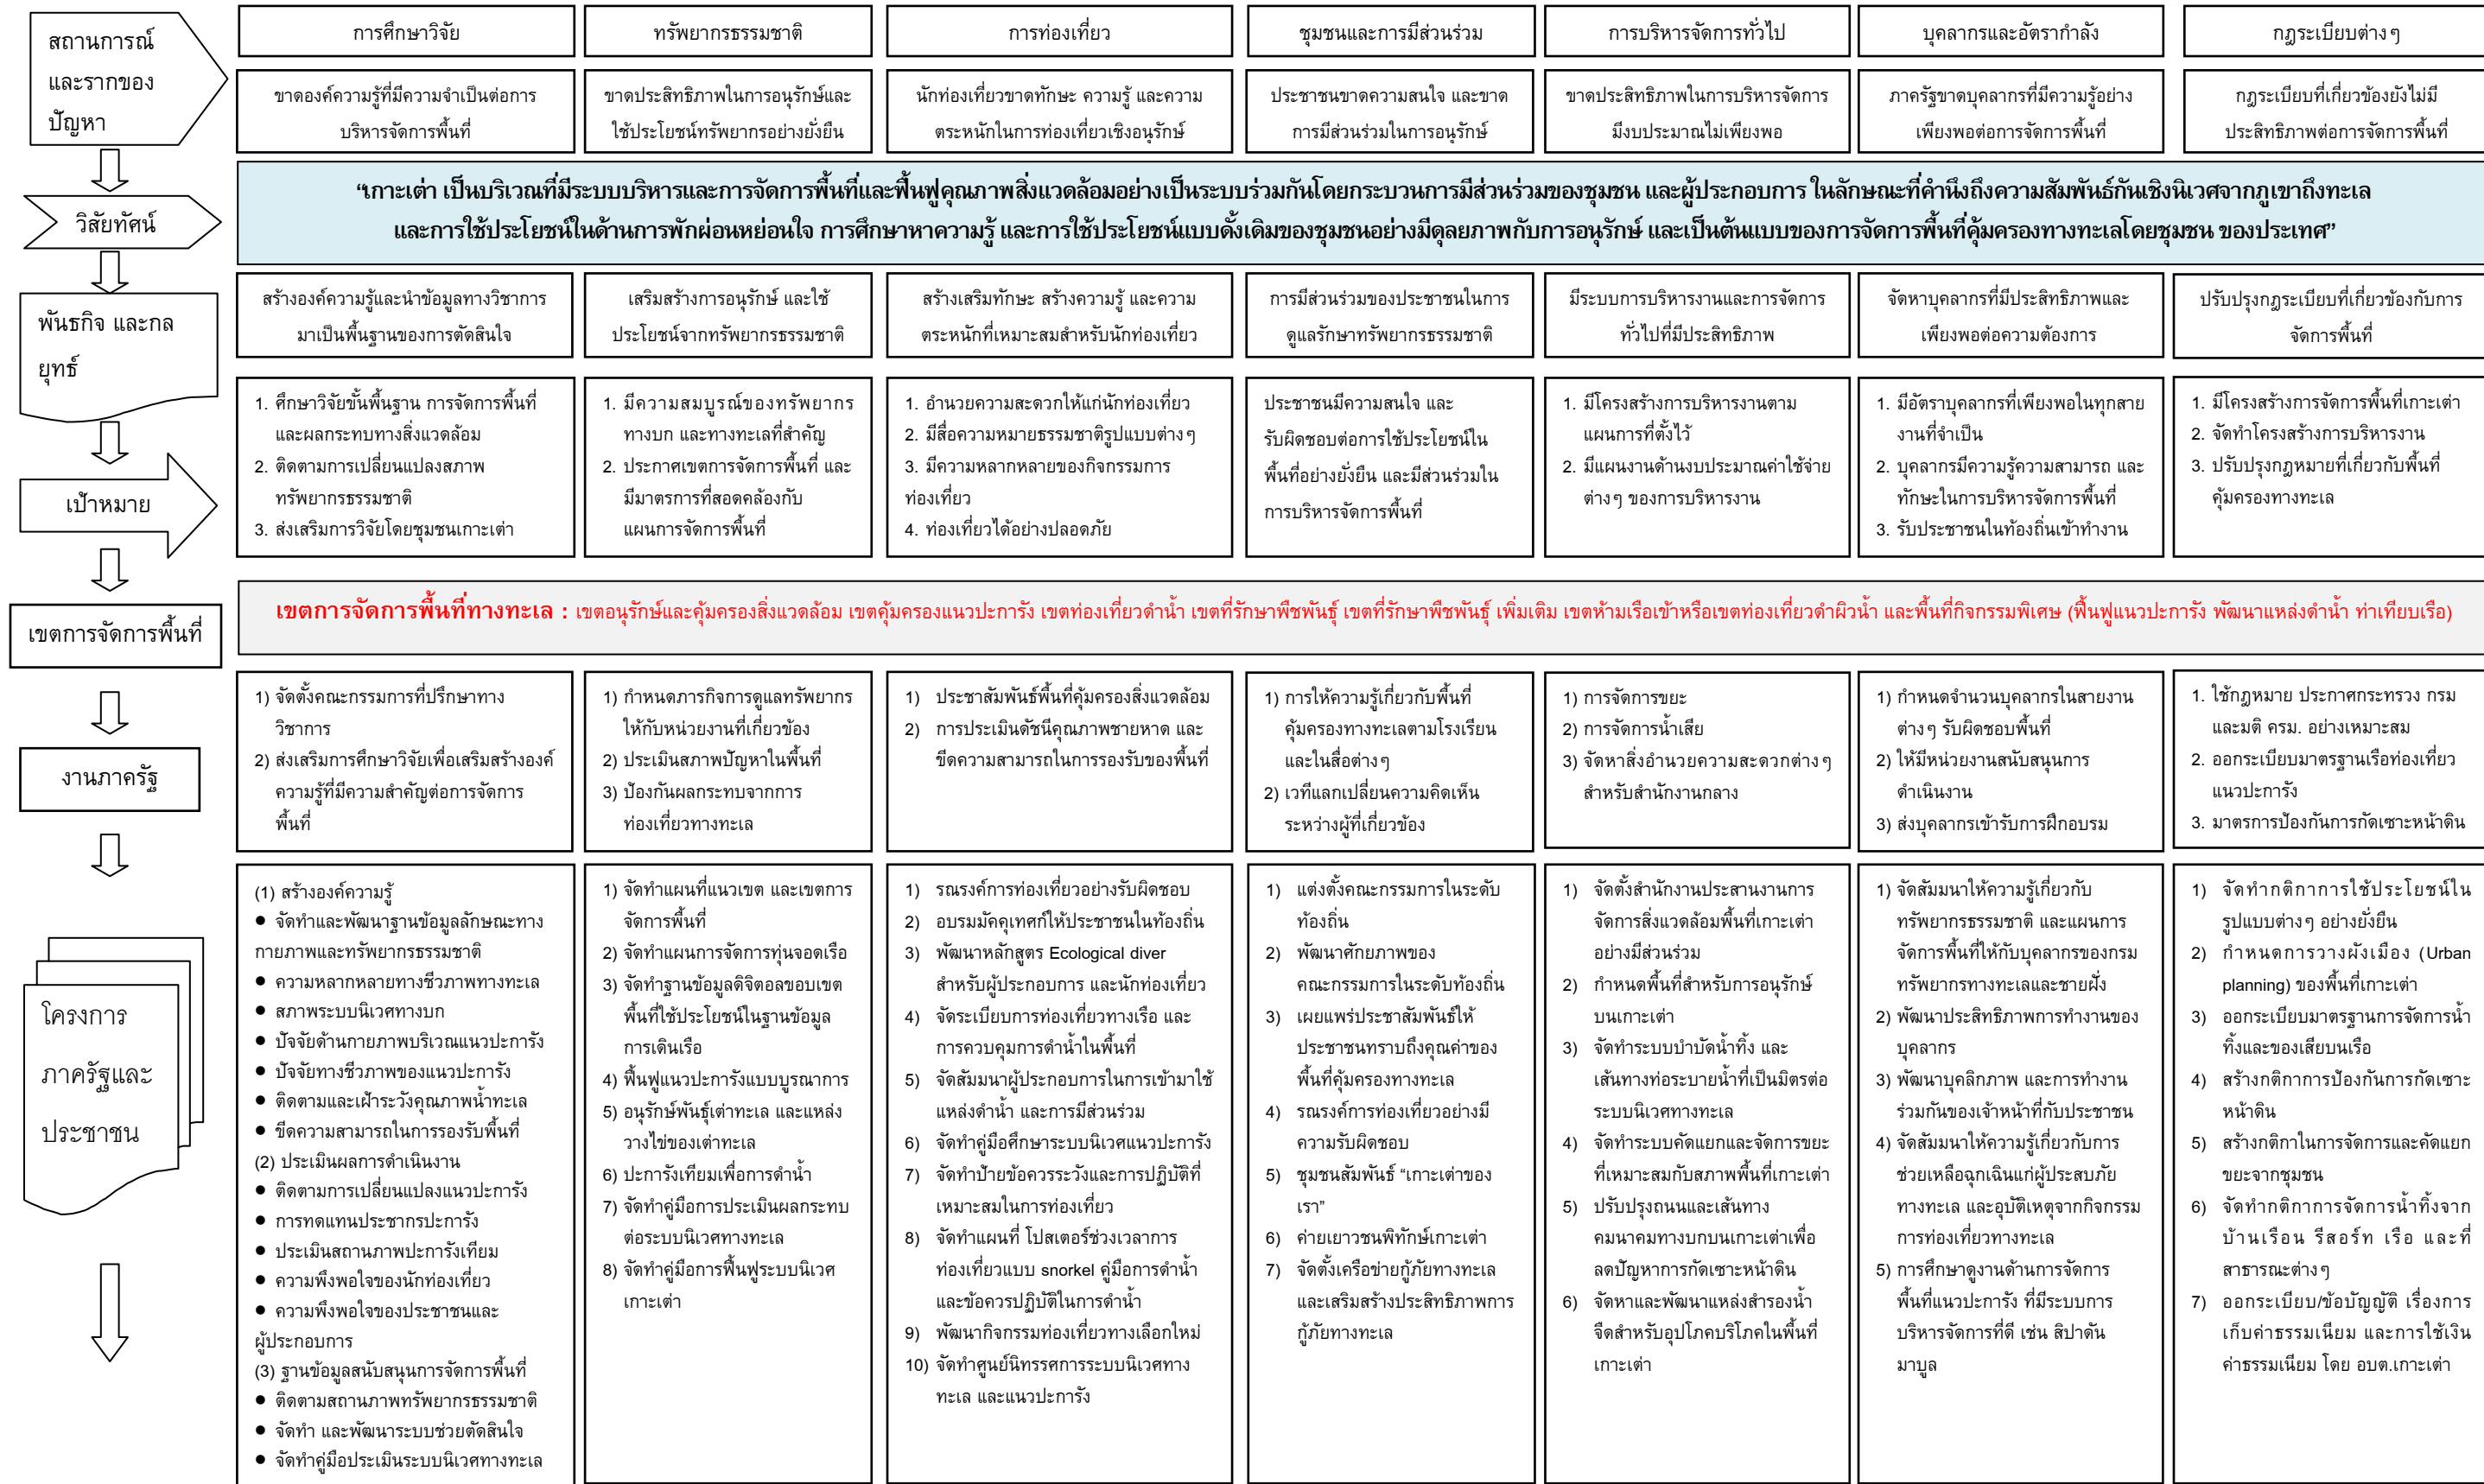 สถานการณ์
และรากของ
ปัญหา
การศึกษาวิจัย
ทรัพยากรธรรมชาติ
การท่องเที่ยว
ชุมชนและการมีส่วนร่วม
การบริหารจัดการทั่วไป
บุคลากรและอัตรากำลัง
กฎระเบียบต่างๆ
ขาดองค์ความรู้ที่มีความจำเป็นต่อการ
บริหารจัดการพื้นที่
ขาดประสิทธิภาพในการอนุรักษ์และ
ใช้ประโยชน์ทรัพยากรอย่างยั่งยืน
นักท่องเที่ยวขาดทักษะ ความรู้ และความ
ตระหนักในการท่องเที่ยวเชิงอนุรักษ์
ประชาชนขาดความสนใจ และขาด
การมีส่วนร่วมในการอนุรักษ์
ขาดประสิทธิภาพในการบริหารจัดการ
มีงบประมาณไม่เพียงพอ
ภาครัฐขาดบุคลากรที่มีความรู้อย่าง
เพียงพอต่อการจัดการพื้นที่
กฎระเบียบที่เกี่ยวข้องยังไม่มี
ประสิทธิภาพต่อการจัดการพื้นที่
วิสัยทัศน์
“เกาะเต่า เป็นบริเวณที่มีระบบบริหารและการจัดการพื้นที่และฟื้นฟูคุณภาพสิ่งแวดล้อมอย่างเป็นระบบร่วมกันโดยกระบวนการมีส่วนร่วมของชุมชน และผู้ประกอบการ ในลักษณะที่คำนึงถึงความสัมพันธ์กันเชิงนิเวศจากภูเขาถึงทะเล
และการใช้ประโยชน์ในด้านการพักผ่อนหย่อนใจ การศึกษาหาความรู้ และการใช้ประโยชน์แบบดั้งเดิมของชุมชนอย่างมีดุลยภาพกับการอนุรักษ์ และเป็นต้นแบบของการจัดการพื้นที่คุ้มครองทางทะเลโดยชุมชน ของประเทศ”
พันธกิจ และกล
ยุทธ์
สร้างองค์ความรู้และนำข้อมูลทางวิชาการ
มาเป็นพื้นฐานของการตัดสินใจ
เสริมสร้างการอนุรักษ์ และใช้
ประโยชน์จากทรัพยากรธรรมชาติ
สร้างเสริมทักษะ สร้างความรู้ และความ
ตระหนักที่เหมาะสมสำหรับนักท่องเที่ยว
การมีส่วนร่วมของประชาชนในการ
ดูแลรักษาทรัพยากรธรรมชาติ
มีระบบการบริหารงานและการจัดการ
ทั่วไปที่มีประสิทธิภาพ
จัดหาบุคลากรที่มีประสิทธิภาพและ
เพียงพอต่อความต้องการ
ปรับปรุงกฎระเบียบที่เกี่ยวข้องกับการ
จัดการพื้นที่
เป้าหมาย
1. ศึกษาวิจัยขั้นพื้นฐาน การจัดการพื้นที่
และผลกระทบทางสิ่งแวดล้อม
2. ติดตามการเปลี่ยนแปลงสภาพ
ทรัพยากรธรรมชาติ
3. ส่งเสริมการวิจัยโดยชุมชนเกาะเต่า
1. มีความสมบูรณ์ของทรัพยากร
ทางบก และทางทะเลที่สำคัญ
2. ประกาศเขตการจัดการพื้นที่ และ
มีมาตรการที่สอดคล้องกับ
แผนการจัดการพื้นที่
1. อำนวยความสะดวกให้แก่นักท่องเที่ยว
2. มีสื่อความหมายธรรมชาติรูปแบบต่างๆ
3. มีความหลากหลายของกิจกรรมการ
ท่องเที่ยว
4. ท่องเที่ยวได้อย่างปลอดภัย
ประชาชนมีความสนใจ และ
รับผิดชอบต่อการใช้ประโยชน์ใน
พื้นที่อย่างยั่งยืน และมีส่วนร่วมใน
การบริหารจัดการพื้นที่
1. มีโครงสร้างการบริหารงานตาม
แผนการที่ตั้งไว้
2. มีแผนงานด้านงบประมาณค่าใช้จ่าย
ต่างๆ ของการบริหารงาน
1. มีอัตราบุคลากรที่เพียงพอในทุกสาย
งานที่จำเป็น
2. บุคลากรมีความรู้ความสามารถ และ
ทักษะในการบริหารจัดการพื้นที่
3. รับประชาชนในท้องถิ่นเข้าทำงาน
1. มีโครงสร้างการจัดการพื้นที่เกาะเต่า
2. จัดทำโครงสร้างการบริหารงาน
3. ปรับปรุงกฎหมายที่เกี่ยวกับพื้นที่
คุ้มครองทางทะเล
เขตการจัดการพื้นที่
เขตการจัดการพื้นที่ทางทะเล : เขตอนุรักษ์และคุ้มครองสิ่งแวดล้อม เขตคุ้มครองแนวปะการัง เขตท่องเที่ยวดำน้ำ เขตที่รักษาพืชพันธุ์ เขตที่รักษาพืชพันธุ์ เพิ่มเติม เขตห้ามเรือเข้าหรือเขตท่องเที่ยวดำผิวน้ำ และพื้นที่กิจกรรมพิเศษ (ฟื้นฟูแนวปะการัง พัฒนาแหล่งดำน้ำ ท่าเทียบเรือ)
งานภาครัฐ
1) จัดตั้งคณะกรรมการที่ปรึกษาทาง
วิชาการ
2) ส่งเสริมการศึกษาวิจัยเพื่อเสริมสร้างองค์
ความรู้ที่มีความสำคัญต่อการจัดการ
พื้นที่
1) กำหนดภารกิจการดูแลทรัพยากร
ให้กับหน่วยงานที่เกี่ยวข้อง
2) ประเมินสภาพปัญหาในพื้นที่
3) ป้องกันผลกระทบจากการ
ท่องเที่ยวทางทะเล
1) ประชาสัมพันธ์พื้นที่คุ้มครองสิ่งแวดล้อม
2) การประเมินดัชนีคุณภาพชายหาด และ
ขีดความสามารถในการรองรับของพื้นที่
1) การให้ความรู้เกี่ยวกับพื้นที่
คุ้มครองทางทะเลตามโรงเรียน
และในสื่อต่างๆ
2) เวทีแลกเปลี่ยนความคิดเห็น
ระหว่างผู้ที่เกี่ยวข้อง
1) การจัดการขยะ
2) การจัดการน้ำเสีย
3) จัดหาสิ่งอำนวยความสะดวกต่างๆ
สำหรับสำนักงานกลาง
1) กำหนดจำนวนบุคลากรในสายงาน
ต่างๆ รับผิดชอบพื้นที่
2) ให้มีหน่วยงานสนับสนุนการ
ดำเนินงาน
3) ส่งบุคลากรเข้ารับการฝึกอบรม
1. ใช้กฎหมาย ประกาศกระทรวง กรม
และมติ ครม. อย่างเหมาะสม
2. ออกระเบียบมาตรฐานเรือท่องเที่ยว
แนวปะการัง
3. มาตรการป้องกันการกัดเซาะหน้าดิน
โครงการ
ภาครัฐและ
ประชาชน
(1) สร้างองค์ความรู้
● จัดทำและพัฒนาฐานข้อมูลลักษณะทาง
กายภาพและทรัพยากรธรรมชาติ
● ความหลากหลายทางชีวภาพทางทะเล
● สภาพระบบนิเวศทางบก
● ปัจจัยด้านกายภาพบริเวณแนวปะการัง
● ปัจจัยทางชีวภาพของแนวปะการัง
● ติดตามและเฝ้าระวังคุณภาพน้ำทะเล
● ขีดความสามารถในการรองรับพื้นที่
(2) ประเมินผลการดำเนินงาน
● ติดตามการเปลี่ยนแปลงแนวปะการัง
● การทดแทนประชากรปะการัง
● ประเมินสถานภาพปะการังเทียม
● ความพึงพอใจของนักท่องเที่ยว
● ความพึงพอใจของประชาชนและ
ผู้ประกอบการ
(3) ฐานข้อมูลสนับสนุนการจัดการพื้นที่
● ติดตามสถานภาพทรัพยากรธรรมชาติ
● จัดทำ และพัฒนาระบบช่วยตัดสินใจ
● จัดทำคู่มือประเมินระบบนิเวศทางทะเล
1) จัดทำแผนที่แนวเขต และเขตการ
จัดการพื้นที่
2) จัดทำแผนการจัดการทุ่นจอดเรือ
3) จัดทำฐานข้อมูลดิจิตอลขอบเขต
พื้นที่ใช้ประโยชน์ในฐานข้อมูล
การเดินเรือ
4) ฟื้นฟูแนวปะการังแบบบูรณาการ
5) อนุรักษ์พันธุ์เต่าทะเล และแหล่ง
วางไข่ของเต่าทะเล
6) ปะการังเทียมเพื่อการดำน้ำ
7) จัดทำคู่มือการประเมินผลกระทบ
ต่อระบบนิเวศทางทะเล
8) จัดทำคู่มือการฟื้นฟูระบบนิเวศ
เกาะเต่า
1) รณรงค์การท่องเที่ยวอย่างรับผิดชอบ
2) อบรมมัคคุเทศก์ให้ประชาชนในท้องถิ่น
3) พัฒนาหลักสูตร Ecological diver
สำหรับผู้ประกอบการ และนักท่องเที่ยว
4) จัดระเบียบการท่องเที่ยวทางเรือ และ
การควบคุมการดำน้ำในพื้นที่
5) จัดสัมมนาผู้ประกอบการในการเข้ามาใช้
แหล่งดำน้ำ และการมีส่วนร่วม
6) จัดทำคู่มือศึกษาระบบนิเวศแนวปะการัง
7) จัดทำป้ายข้อควรระวังและการปฏิบัติที่
เหมาะสมในการท่องเที่ยว
8) จัดทำแผนที่ โปสเตอร์ช่วงเวลาการ
ท่องเที่ยวแบบ snorkel คู่มือการดำน้ำ
และข้อควรปฏิบัติในการดำน้ำ
9) พัฒนากิจกรรมท่องเที่ยวทางเลือกใหม่
10) จัดทำศูนย์นิทรรศการระบบนิเวศทาง
ทะเล และแนวปะการัง
1) แต่งตั้งคณะกรรมการในระดับ
ท้องถิ่น
2) พัฒนาศักยภาพของ
คณะกรรมการในระดับท้องถิ่น
3) เผยแพร่ประชาสัมพันธ์ให้
ประชาชนทราบถึงคุณค่าของ
พื้นที่คุ้มครองทางทะเล
4) รณรงค์การท่องเที่ยวอย่างมี
ความรับผิดชอบ
5) ชุมชนสัมพันธ์ “เกาะเต่าของ
เรา”
6) ค่ายเยาวชนพิทักษ์เกาะเต่า
7) จัดตั้งเครือข่ายกู้ภัยทางทะเล
และเสริมสร้างประสิทธิภาพการ
กู้ภัยทางทะเล
1) จัดตั้งสำนักงานประสานงานการ
จัดการสิ่งแวดล้อมพื้นที่เกาะเต่า
อย่างมีส่วนร่วม
2) กำหนดพื้นที่สำหรับการอนุรักษ์
บนเกาะเต่า
3) จัดทำระบบบำบัดน้ำทิ้ง และ
เส้นทางท่อระบายน้ำที่เป็นมิตรต่อ
ระบบนิเวศทางทะเล
4) จัดทำระบบคัดแยกและจัดการขยะ
ที่เหมาะสมกับสภาพพื้นที่เกาะเต่า
5) ปรับปรุงถนนและเส้นทาง
คมนาคมทางบกบนเกาะเต่าเพื่อ
ลดปัญหาการกัดเซาะหน้าดิน
6) จัดหาและพัฒนาแหล่งสำรองน้ำ
จืดสำหรับอุปโภคบริโภคในพื้นที่
เกาะเต่า
1) จัดสัมมนาให้ความรู้เกี่ยวกับ
ทรัพยากรธรรมชาติ และแผนการ
จัดการพื้นที่ให้กับบุคลากรของกรม
ทรัพยากรทางทะเลและชายฝั่ง
2) พัฒนาประสิทธิภาพการทำงานของ
บุคลากร
3) พัฒนาบุคลิกภาพ และการทำงาน
ร่วมกันของเจ้าหน้าที่กับประชาชน
4) จัดสัมมนาให้ความรู้เกี่ยวกับการ
ช่วยเหลือฉุกเฉินแก่ผู้ประสบภัย
ทางทะเล และอุบัติเหตุจากกิจกรรม
การท่องเที่ยวทางทะเล
5) การศึกษาดูงานด้านการจัดการ
พื้นที่แนวปะการัง ที่มีระบบการ
บริหารจัดการที่ดี เช่น สิปาดัน
มาบูล
1) จัดทำกติกาการใช้ประโยชน์ใน
รูปแบบต่างๆ อย่างยั่งยืน
2) กำหนดการวางผังเมือง (Urban
planning) ของพื้นที่เกาะเต่า
3) ออกระเบียบมาตรฐานการจัดการน้ำ
ทิ้งและของเสียบนเรือ
4) สร้างกติกาการป้องกันการกัดเซาะ
หน้าดิน
5) สร้างกติกาในการจัดการและคัดแยก
ขยะจากชุมชน
6) จัดทำกติกาการจัดการน้ำทิ้งจาก
บ้านเรือน รีสอร์ท เรือ และที่
สาธารณะต่างๆ
7) ออกระเบียบ/ข้อบัญญัติ เรื่องการ
เก็บค่าธรรมเนียม และการใช้เงิน
ค่าธรรมเนียม โดย อบต.เกาะเต่า